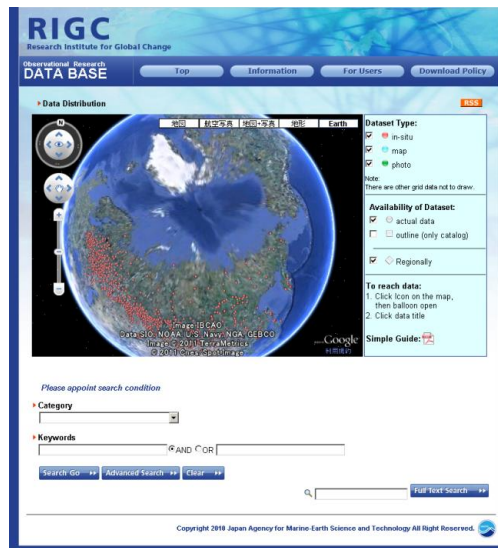 RIGC
Research Institute for Global Change
Observational Research
DATA BASE
Top
Information
For Users
Download Policy
Data Distribution
RSS
地図
航空写真
地図+写真
地形
Earth
N
Image IBCAO
Data SIO, NOAA, U.S. Navy, NGA, GEBCO
Image © 2011 TerraMetrics
© 2011 Cnes/Spot Image
Google
利用規約
Dataset Type:
in-situ
map
photo
Note:
There are other grid data not to draw.
Availability of Dataset:
actual data
outline (only catalog)
Regionally
To reach data:
1. Click Icon on the map,
then balloon open
2. Click data title
Simple Guide:
Please appoint search condition
Category
Keywords
AND OR
Search Go
Advanced Search
Clear
Full Text Search
Copyright 2010 Japan Agency for Marine-Earth Science and Technology All Right Reserved.